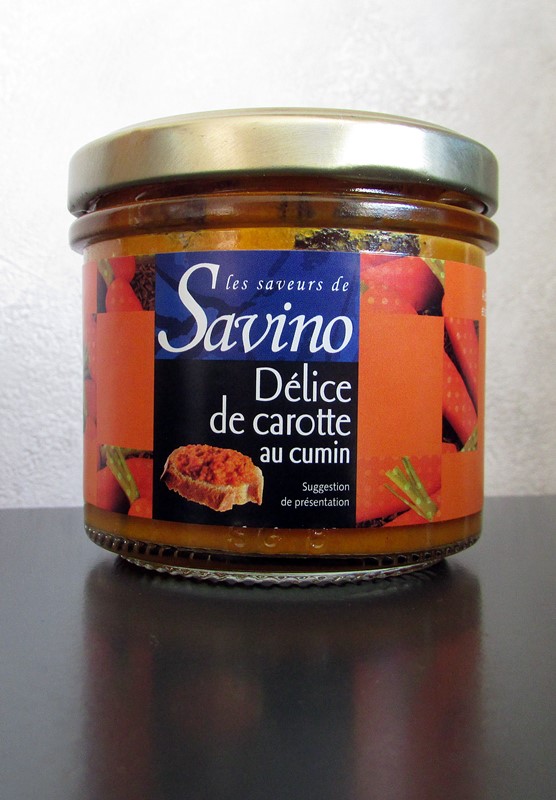 les saveurs de
Savino
Délice
de carotte
au cumin
Suggestion
de présentation